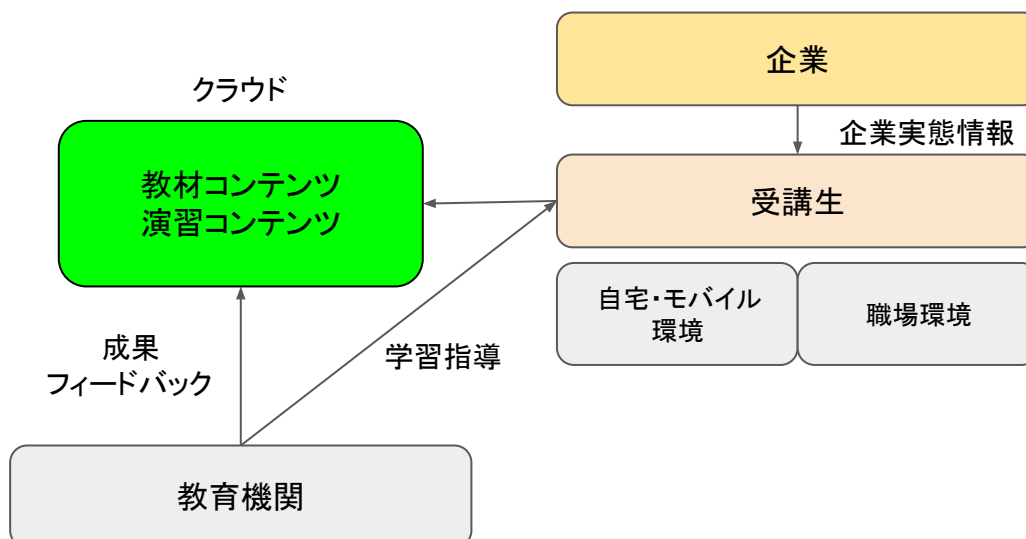 企業
クラウド
企業実態情報
教材コンテンツ
演習コンテンツ
受講生
自宅・モバイル
環境
職場環境
成果
フィードバック
学習指導
教育機関